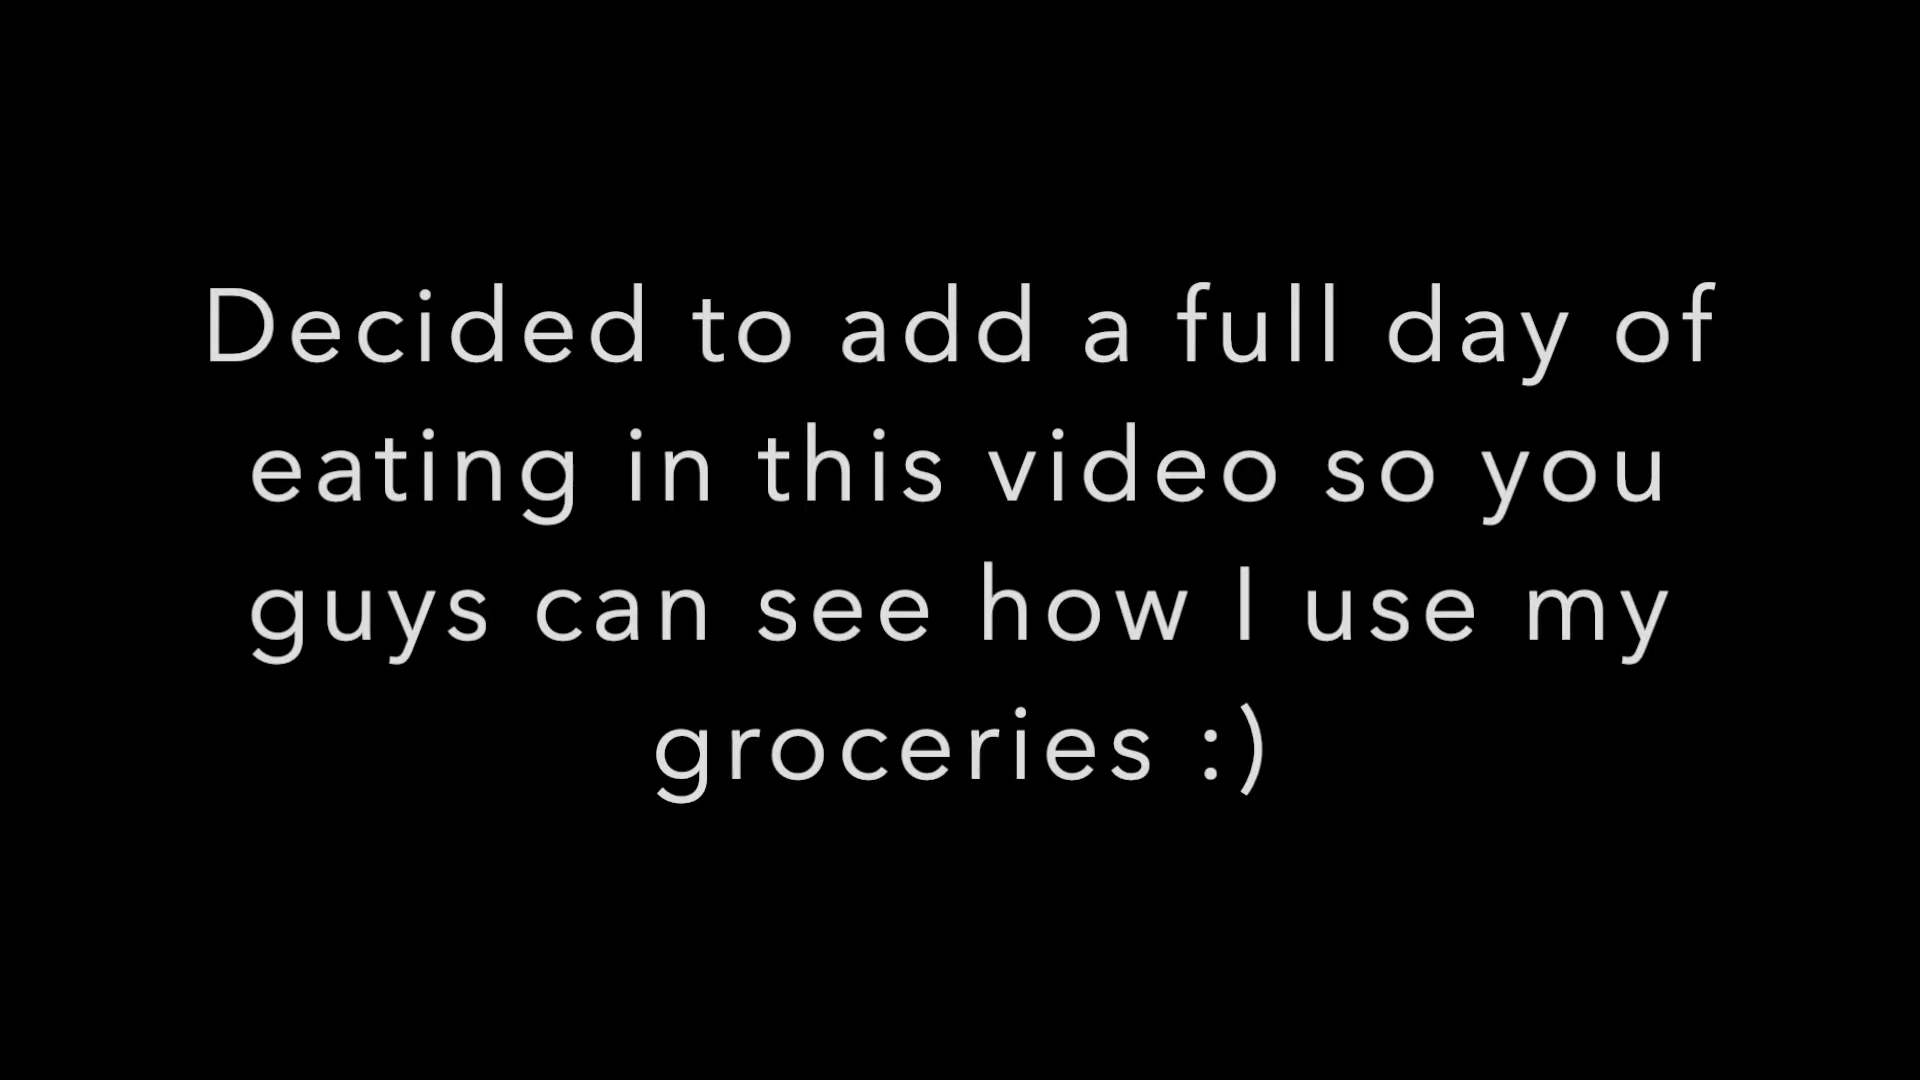 Decided to add a full day of
eating in this video so you
guys can see how I use my
groceries :)